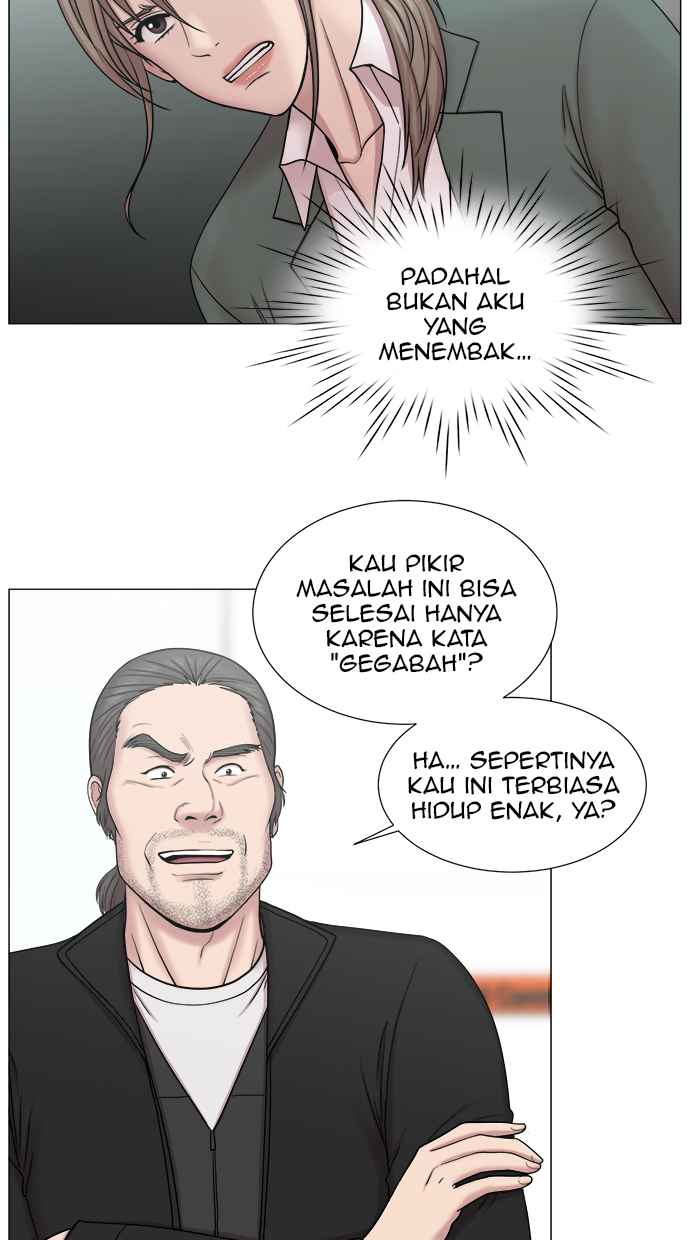 PADAHAL
BUKAN AKU
YANG
MENEMBAK...
KAU PIKIR
MASALAH INI BISA
SELESAI HANYA
KARENA KATA
"GEGABAH"?
HA... SEPERTINYA
KAU INI TERBIASA
HIDUP ENAK, YA?